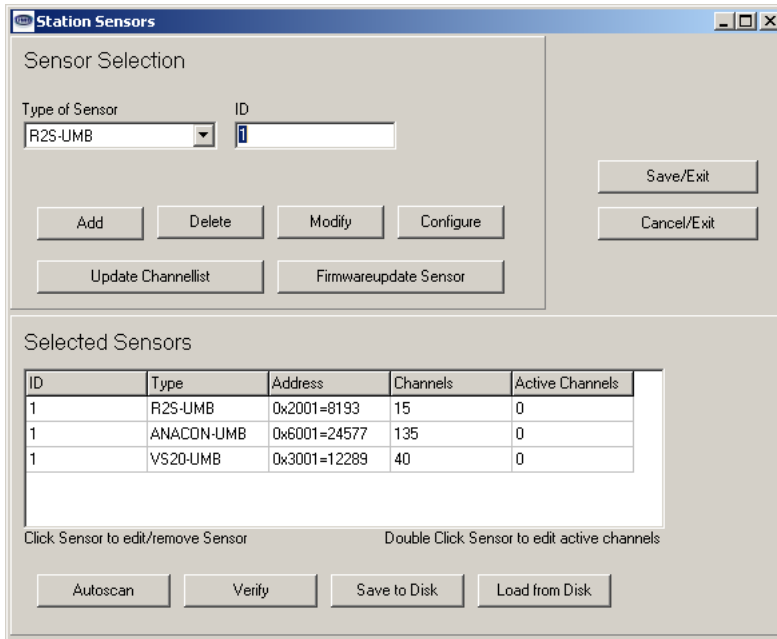 Station Sensors
Sensor Selection
Type of Sensor ID
R2S-UMB 1
Save/Exit
Add Delete Modify Configure Cancel/Exit
Update Channellist Firmwareupdate Sensor
Selected Sensors
ID Type Address Channels Active Channels
1 R2S-UMB 0x2001=8193 15 0
1 ANACON-UMB 0x6001=24577 135 0
1 VS20-UMB 0x3001=12289 40 0
Click Sensor to edit/remove Sensor Double Click Sensor to edit active channels
Autoscan Verify Save to Disk Load from Disk